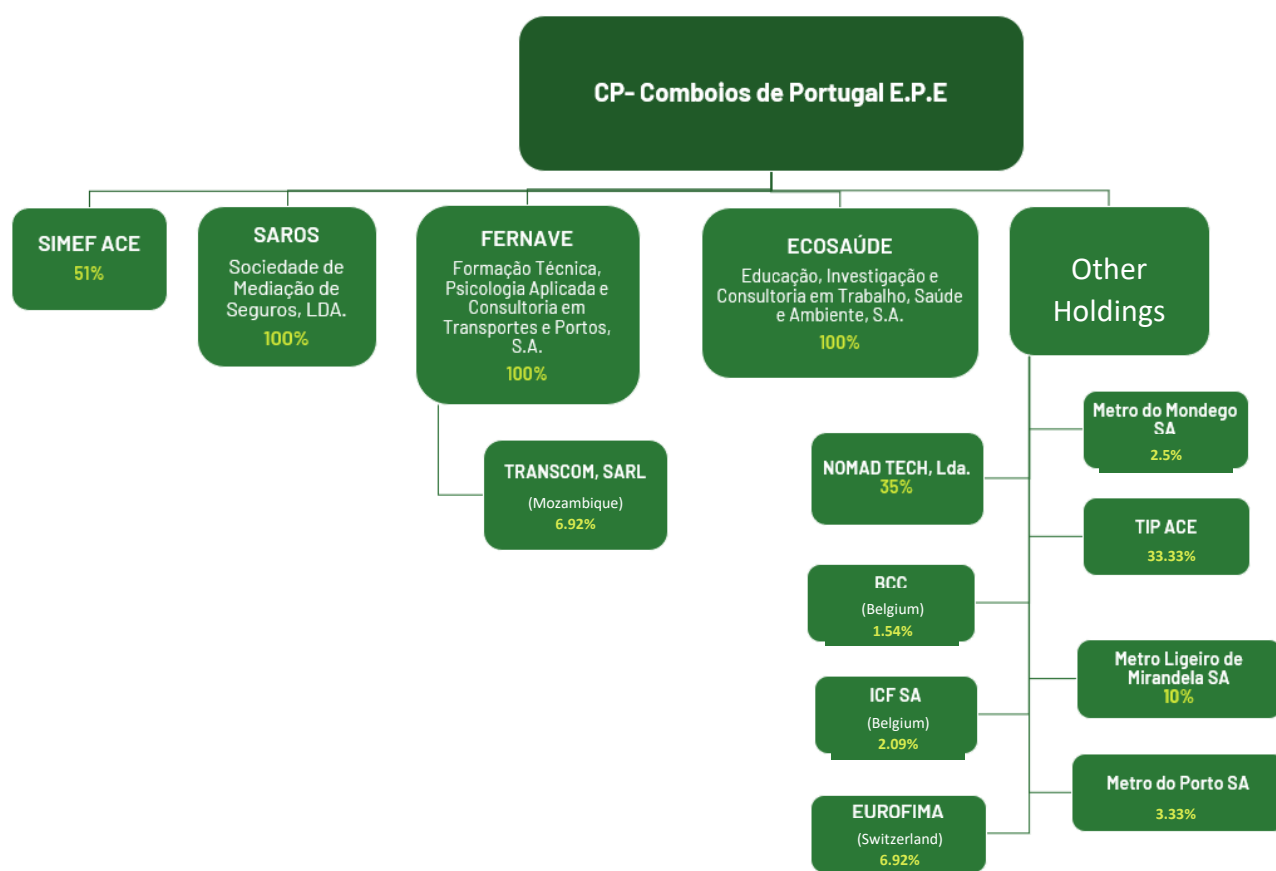 CP- Comboios de Portugal E.P.E
SIMEF ACE
51%
SAROS
Sociedade de
Mediação de
Seguros, LDA.
100%
FERNAVE
Formação Técnica,
Psicologia Aplicada e
Consultoria em
Transportes e Portos,
S.A.
100%
ECOSAÚDE
Educação, Investigação e
Consultoria em Trabalho, Saúde
e Ambiente, S.A.
100%
Other
Holdings
TRANSCOM, SARL
(Mozambique)
6.92%
NOMAD TECH, Lda.
35%
BCC
(Belgium)
1.54%
ICF SA
(Belgium)
2.09%
EUROFIMA
(Switzerland)
6.92%
Metro do Mondego
SA
2.5%
TIP ACE
33.33%
Metro Ligeiro de
Mirandela SA
10%
Metro do Porto SA
3.33%